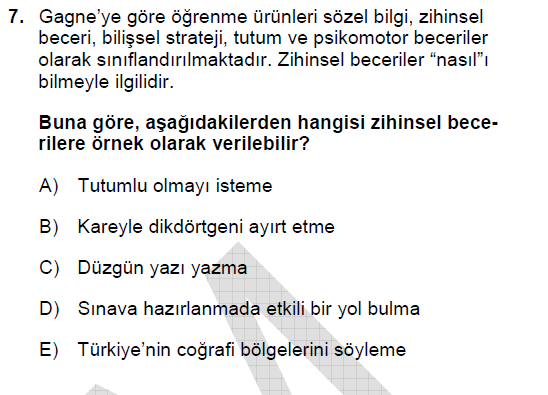 7. Gagne’ye göre öğrenme ürünleri sözel bilgi, zihinsel
beceri, bilişsel strateji, tutum ve psikomotor beceriler
olarak sınıflandırılmaktadır. Zihinsel beceriler “nasıl”ı
bilmeyle ilgilidir.
Buna göre, aşağıdakilerden hangisi zihinsel bece-
rilere örnek olarak verilebilir?
A) Tutumlu olmayı isteme
B) Kareyle dikdörtgeni ayırt etme
C) Düzgün yazı yazma
D) Sınava hazırlanmada etkili bir yol bulma
E) Türkiye’nin coğrafi bölgelerini söyleme